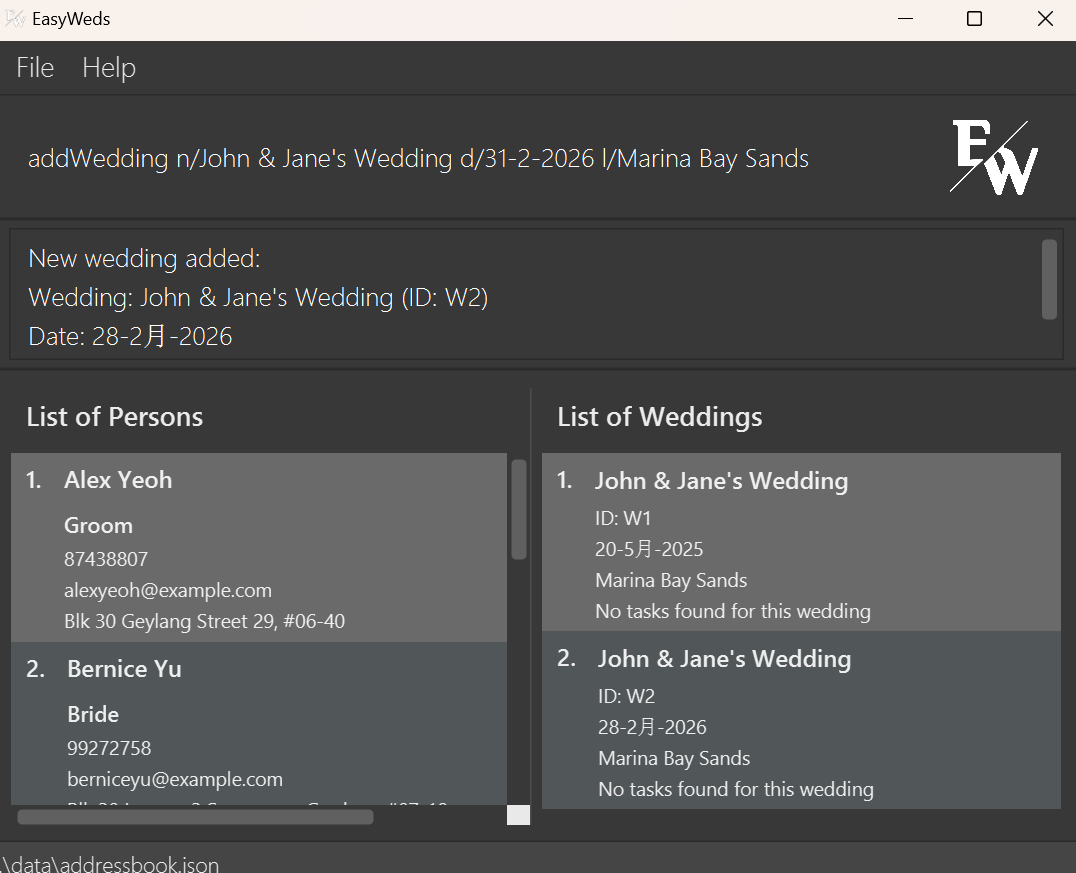 EasyWeds
File Help
addWedding n/John & Jane's Wedding d/31-2-2026 l/Marina Bay Sands
EW
New wedding added:
Wedding: John & Jane's Wedding (ID: W2)
Date: 28-2月-2026
List of Persons
1. Alex Yeoh
Groom
87438807
alexyeoh@example.com
Blk 30 Geylang Street 29, #06-40
2. Bernice Yu
Bride
99272758
berniceyu@example.com
List of Weddings
1. John & Jane's Wedding
ID: W1
20-5月-2025
Marina Bay Sands
No tasks found for this wedding
2. John & Jane's Wedding
ID: W2
28-2月-2026
Marina Bay Sands
No tasks found for this wedding
.\data\addressbook.json